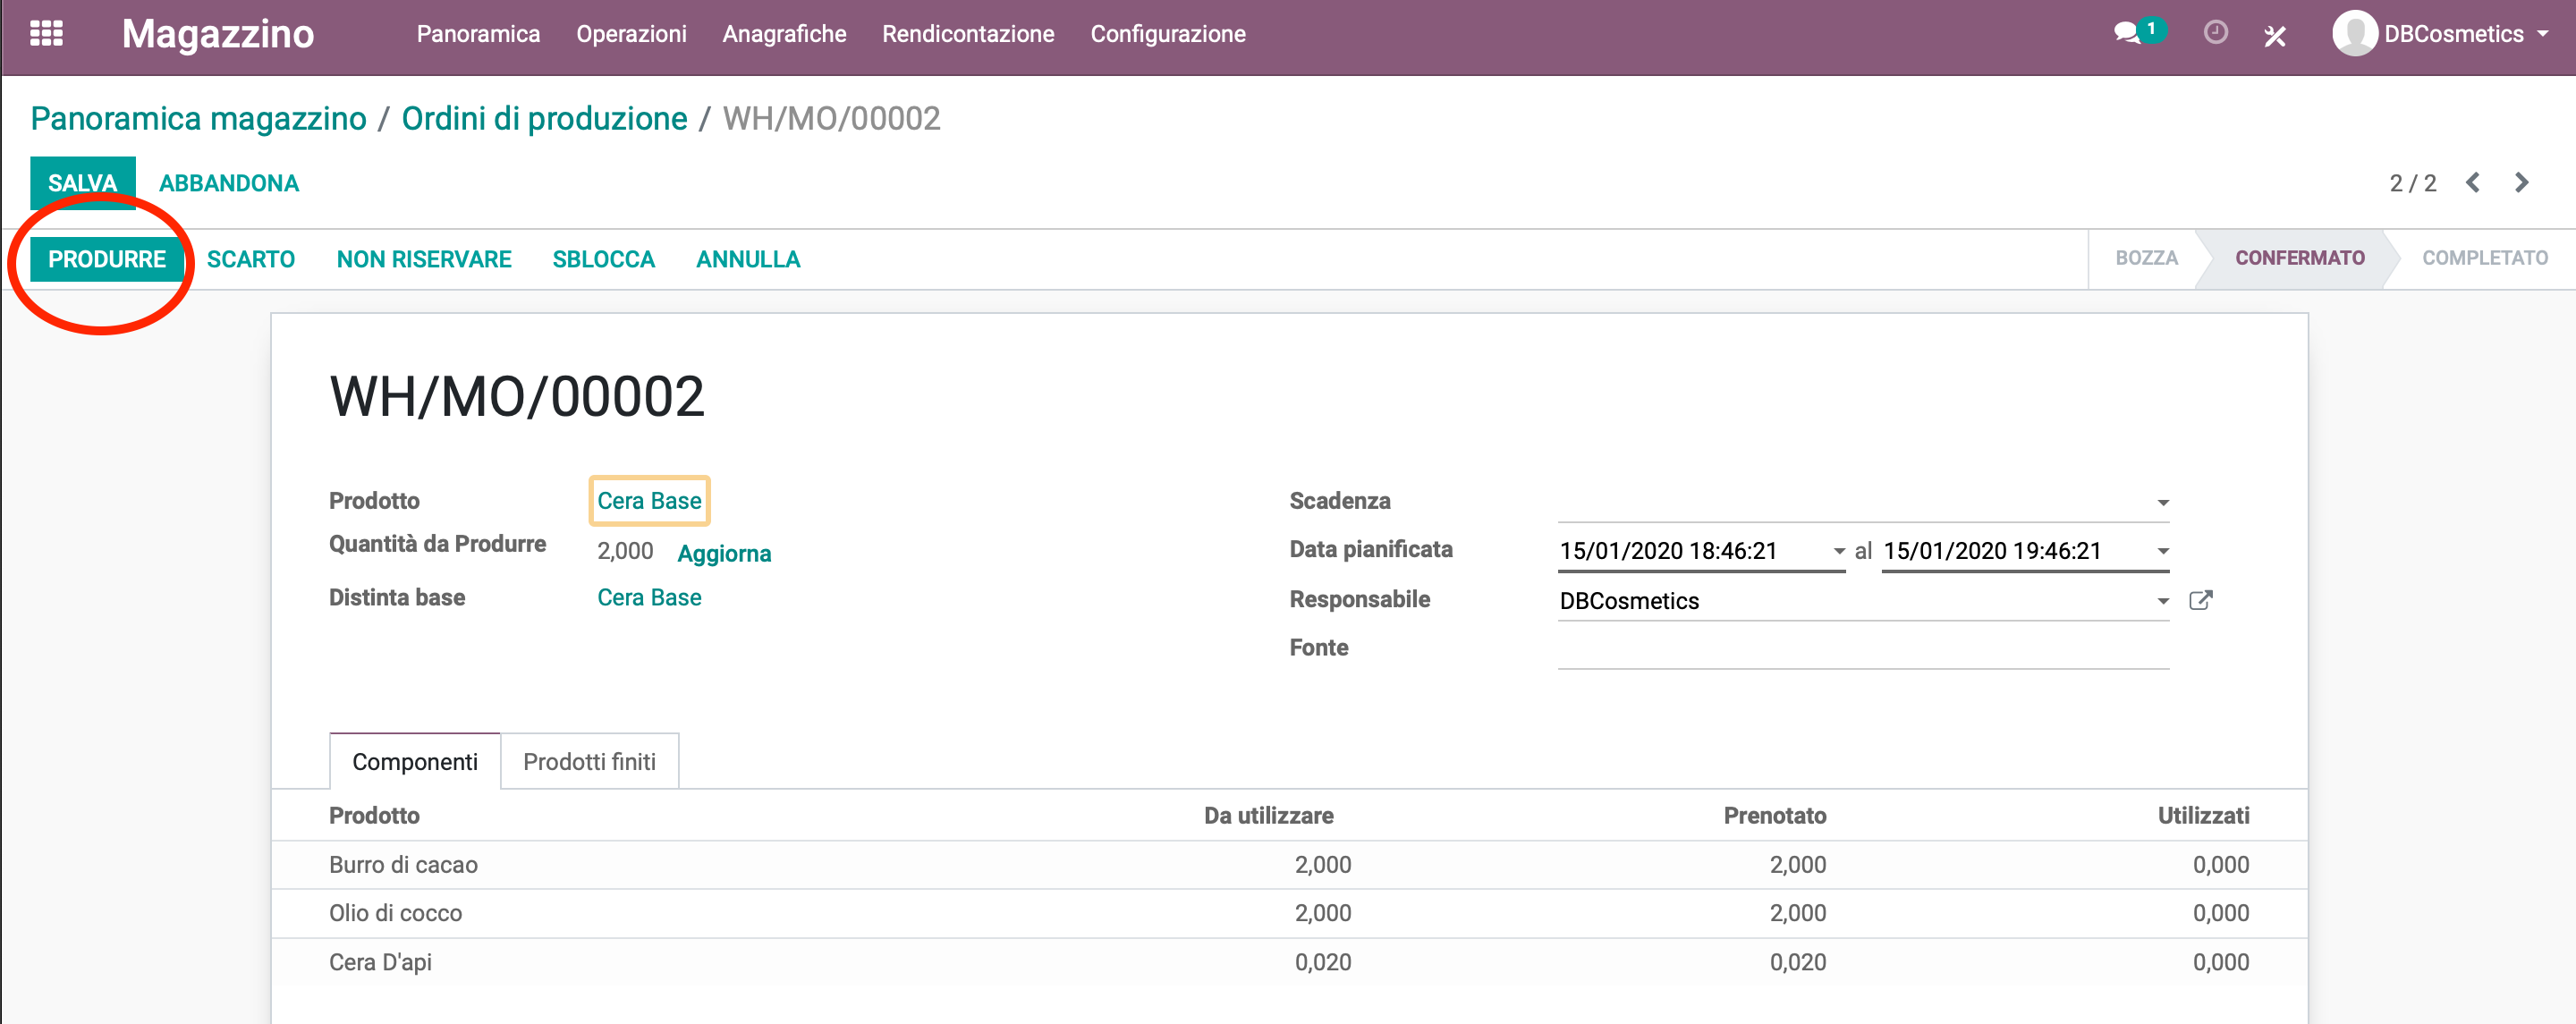 Magazzino Panoramica Operazioni Anagrafiche Rendicontazione Configurazione 1 DBCosmetics
Panoramica magazzino / Ordini di produzione / WH/MO/00002
SALVA ABBANDONA 2 / 2
PRODURRE SCARTO NON RISERVARE SBLOCCA ANNULLA BOZZA CONFERMATO COMPLETATO
WH/MO/00002
Prodotto Cera Base Scadenza
Quantità da Produrre 2,000 Aggiorna Data pianificata 15/01/2020 18:46:21 al 15/01/2020 19:46:21
Distinta base Cera Base Responsabile DBCosmetics
Fonte
Componenti Prodotti finiti
Prodotto Da utilizzare Prenotato Utilizzati
Burro di cacao 2,000 2,000 0,000
Olio di cocco 2,000 2,000 0,000
Cera D'api 0,020 0,020 0,000